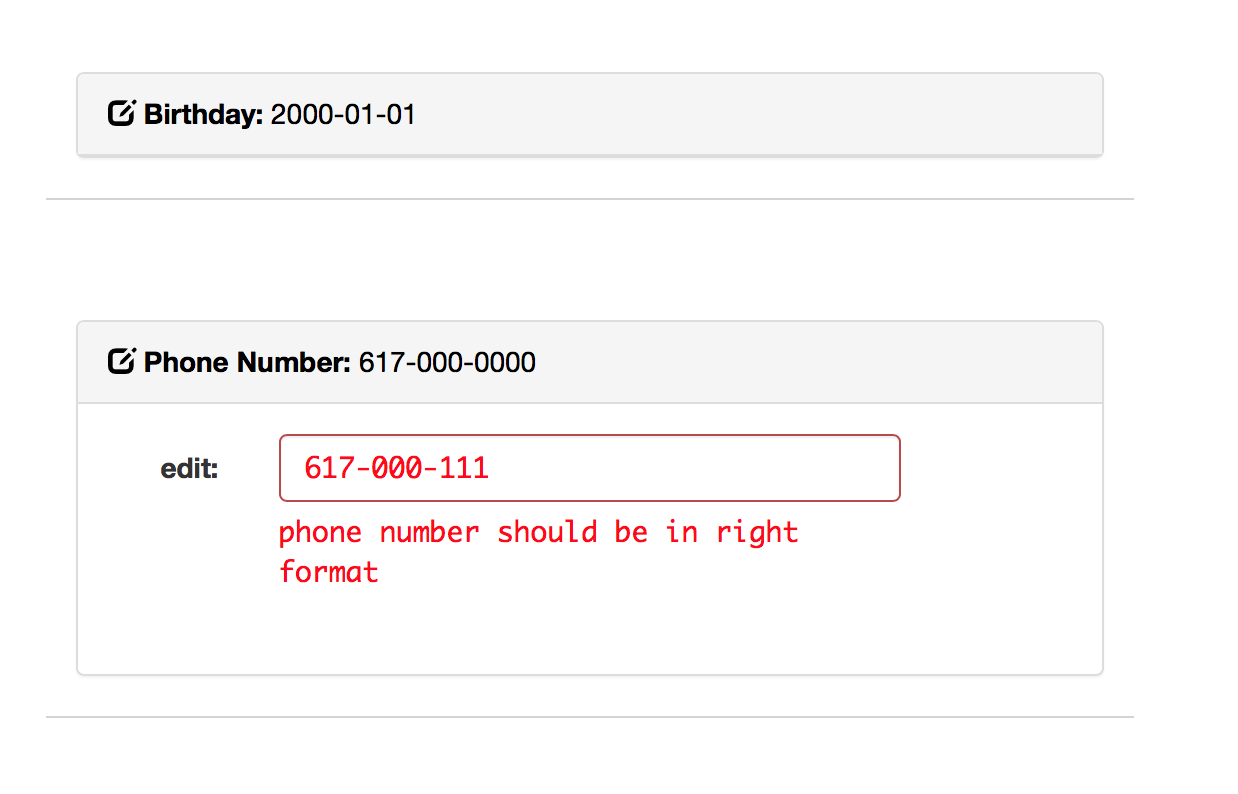 Birthday: 2000-01-01
Phone Number: 617-000-0000
edit: 617-000-111
phone number should be in right
format